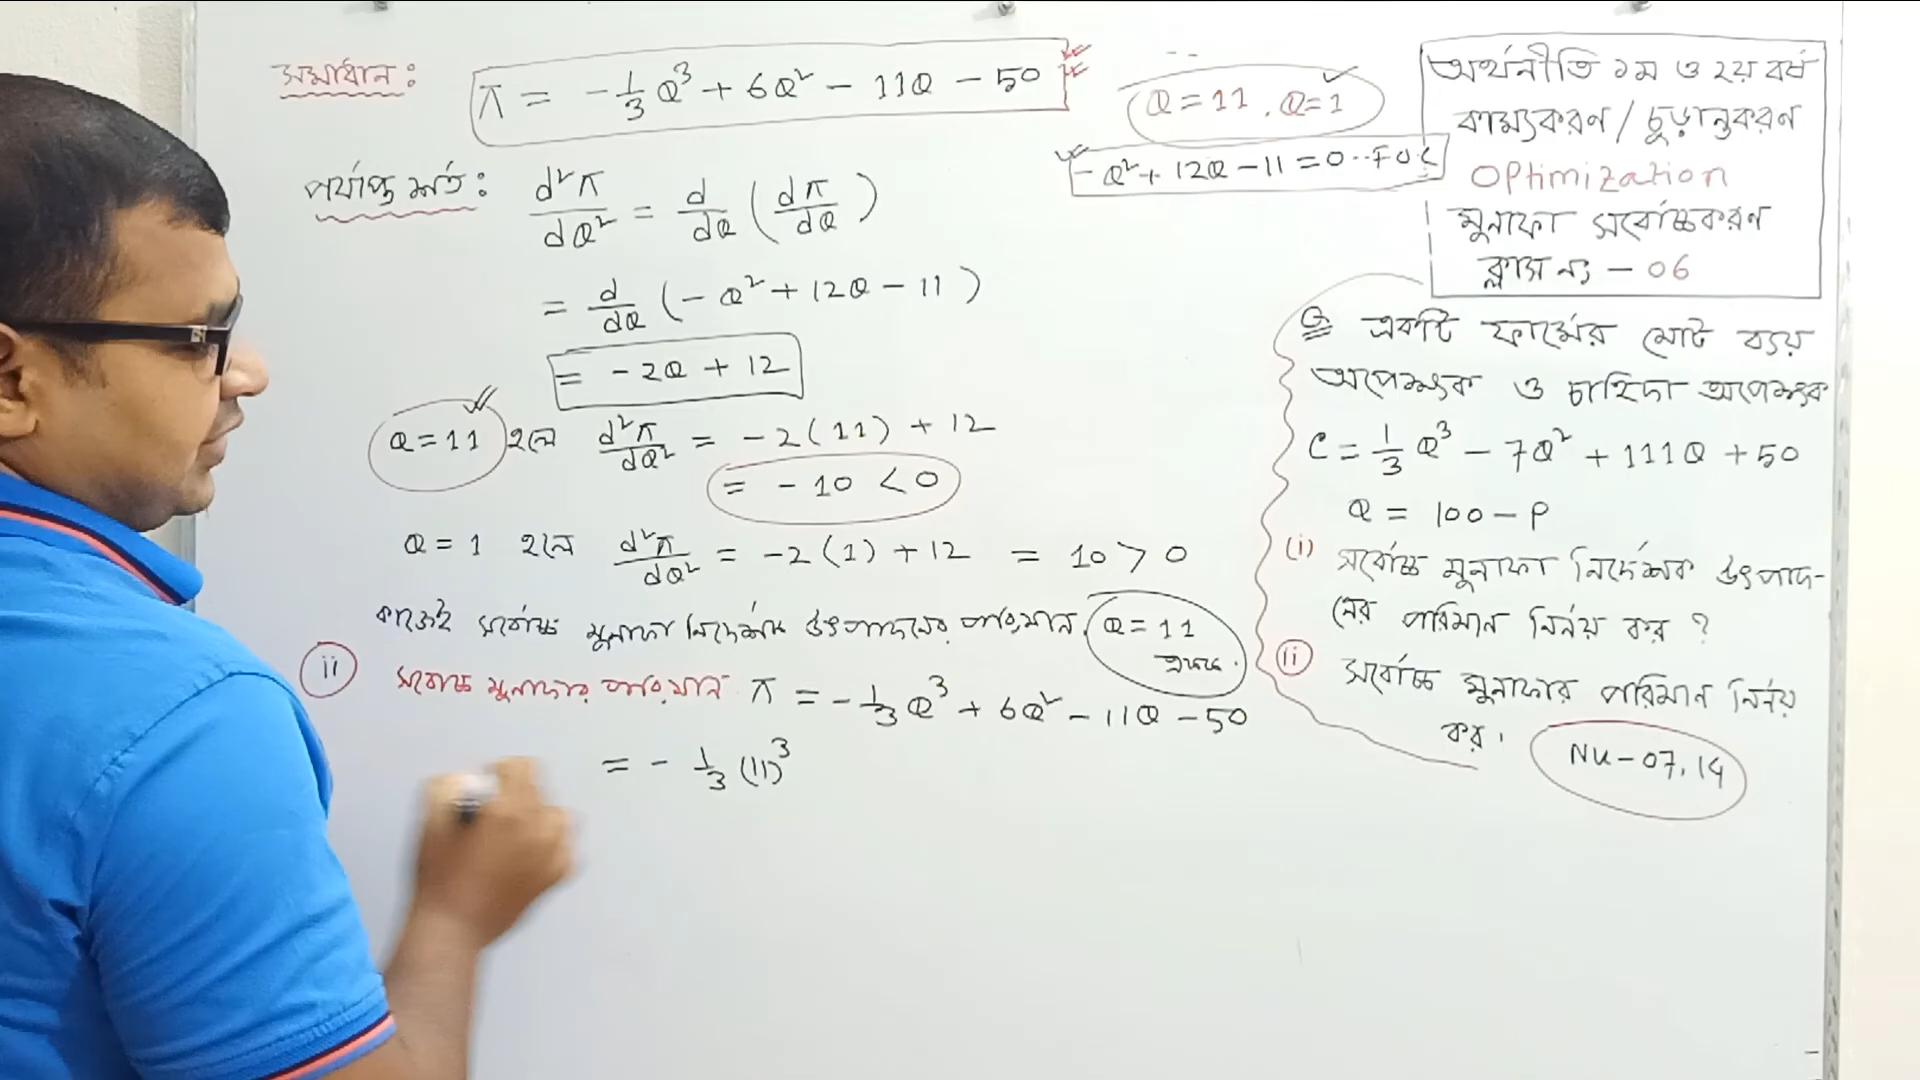 সমাধান:
π = -1/3 Q³ + 6Q² - 11Q - 50
Q = 11, Q = 1
- Q² + 12Q - 11 = 0 .. F O C
পর্যাপ্ত শর্ত: d²π/dQ² = d/dQ (dπ/dQ)
= d/dQ (- Q² + 12Q - 11)
= - 2Q + 12
Q = 11 হলে d²π/dQ² = - 2(11) + 12
= - 10 < 0
Q = 1 হলে d²π/dQ² = -2(1) + 12 = 10 > 0
কাজেই সর্বোচ্চ মুনাফা নির্দেশক উৎপাদনের পরিমান Q = 11
একক.
ii সর্বোচ্চ মুনাফার পরিমান π = -1/3 Q³ + 6Q² - 11Q - 50
= - 1/3 (11)³
অর্থনীতি ১ম ও ২য় বর্ষ
কাম্যকরণ / চুড়ান্তকরণ
Optimization
মুনাফা সর্বোচ্চকরণ
ক্লাস নং - 06
Q একটি ফার্মের মোট ব্যয়
অপেক্ষক ও চাহিদা অপেক্ষক
C = 1/3 Q³ - 7Q² + 111Q + 50
Q = 100 - P
(i) সর্বোচ্চ মুনাফা নির্দেশক উৎপাদ-
নের পরিমান নির্নয় কর ?
ii সর্বোচ্চ মুনাফার পরিমান নির্নয়
কর।
NU - 07, 14